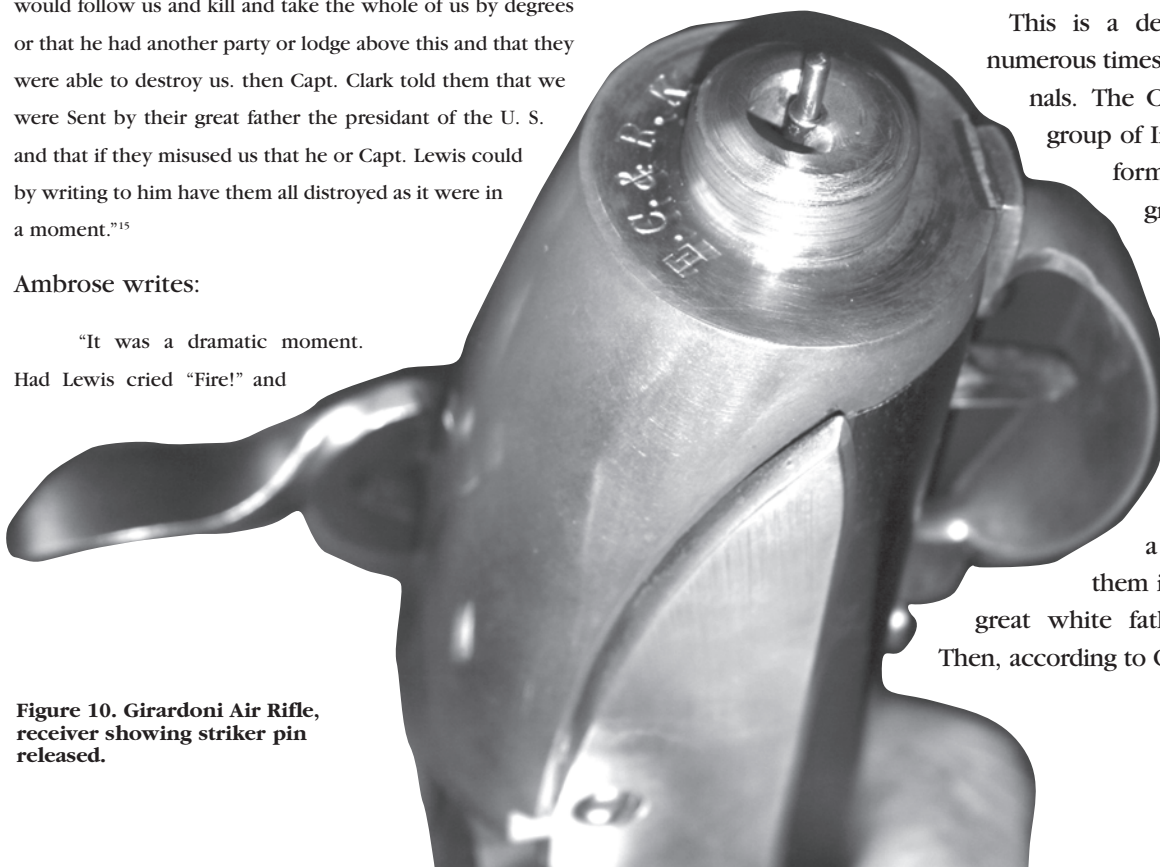 would follow us and kill and take the whole of us by degrees
or that he had another party or lodge above this and that they
were able to destroy us. then Capt. Clark told them that we
were Sent by their great father the presidant of the U. S.
and that if they misused us that he or Capt. Lewis could
by writing to him have them all distroyed as it were in
a moment.”¹⁵
Ambrose writes:
“It was a dramatic moment.
Had Lewis cried “Fire!” and
E. C. & R.
Figure 10. Girardoni Air Rifle,
receiver showing striker pin
released.
This is a de
numerous times
nals. The
group of
form
gr
a
them i
great white fat
Then, according to